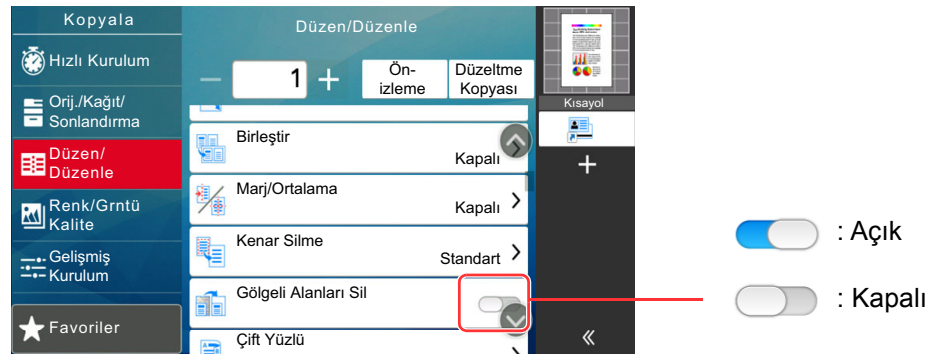 Kopyala
Hızlı Kurulum
Orij./Kağıt/
Sonlandırma
Düzen/
Düzenle
Renk/Grntü
Kalite
Gelişmiş
Kurulum
Favoriler
Düzen/Düzenle
1
Ön-
izleme
Düzeltme
Kopyası
Birleştir
Kapalı
Marj/Ortalama
Kapalı
Kenar Silme
Standart
Gölgeli Alanları Sil
Çift Yüzlü
Kısayol
: Açık
: Kapalı